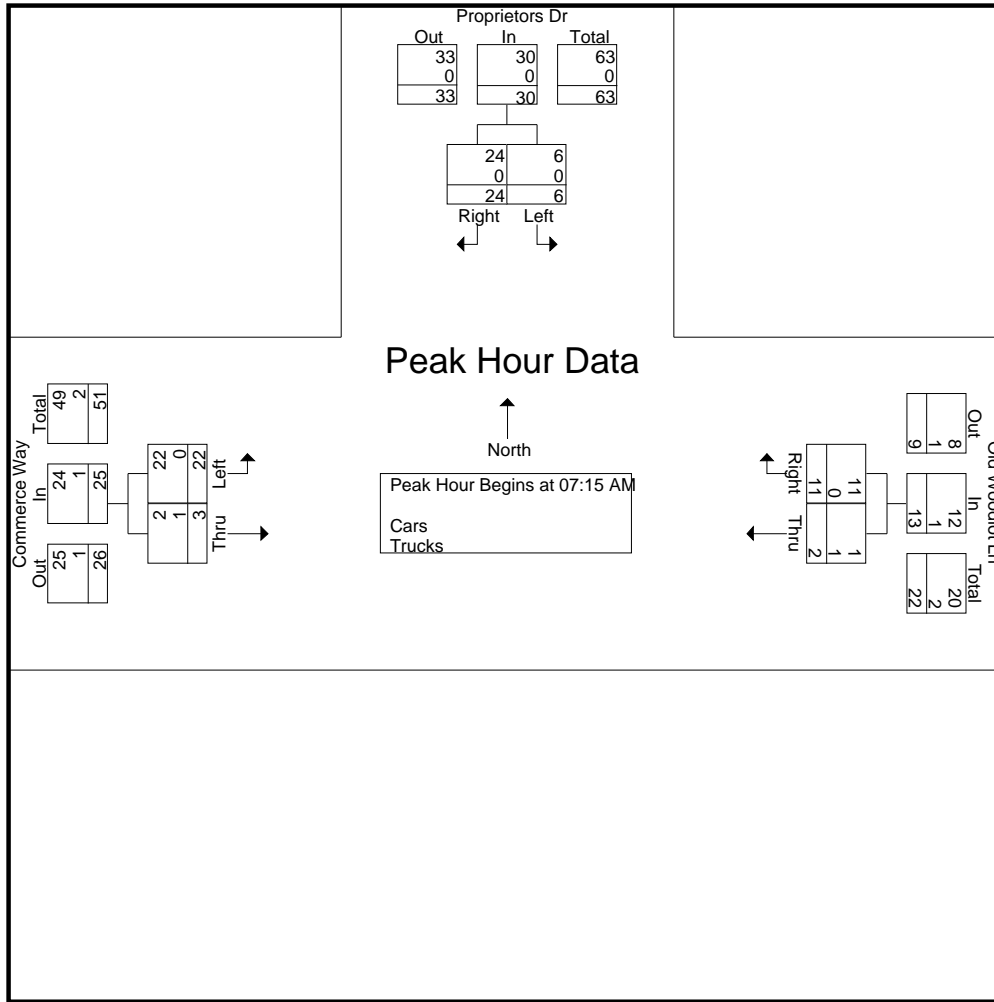 Proprietors Dr
Out In Total
33 30 63
0 0 0
33 30 63
24 6
0 0
24 6
Right Left
Peak Hour Data
North
Peak Hour Begins at 07:15 AM
Cars
Trucks
Commerce Way
Total In Out
49 24 25
2 1 1
51 25 26
22 2
0 1
22 3
Left Thru
Out In Total
8 12 20
1 1 2
9 13 22
11 1
0 1
11 2
Right Thru